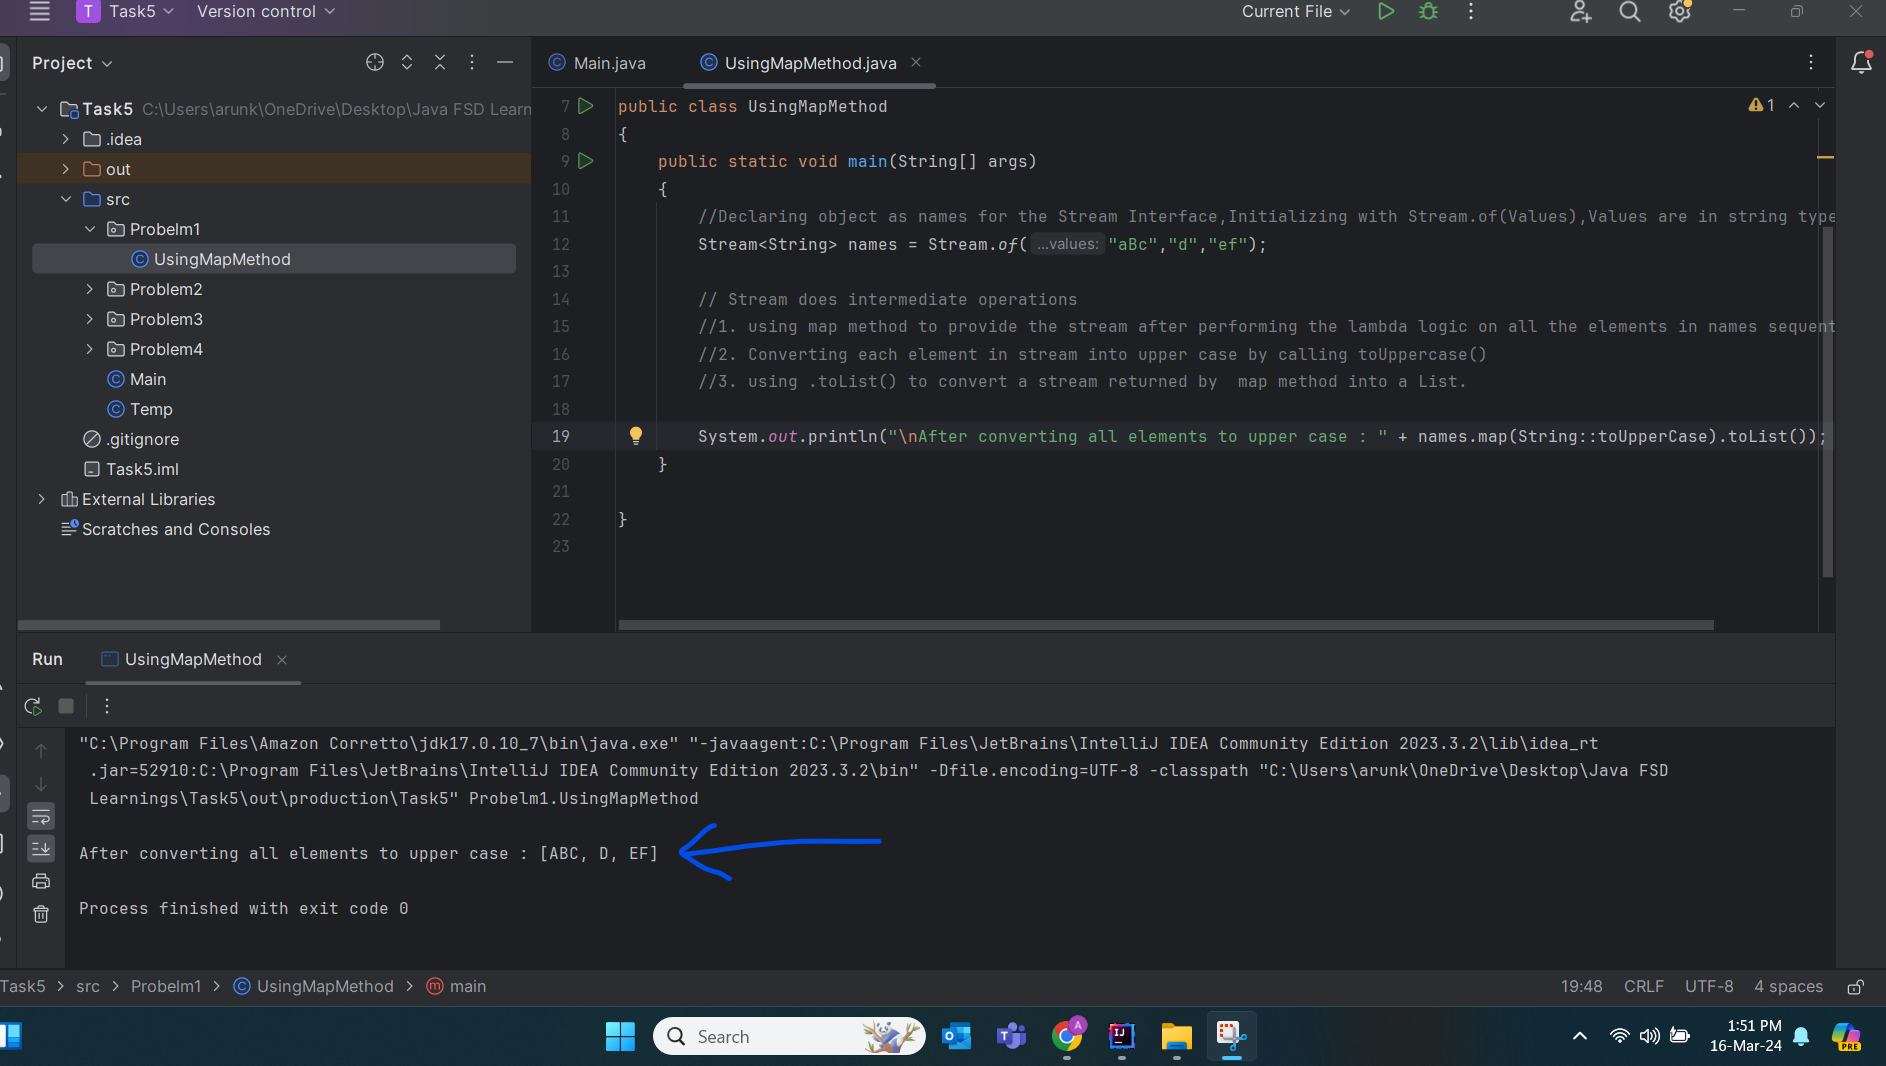 T Task5 Version control Current File
Project
Main.java UsingMapMethod.java
Task5 C:\Users\arunk\OneDrive\Desktop\Java FSD Learn
.idea
out
src
Probelm1
UsingMapMethod
Problem2
Problem3
Problem4
Main
Temp
.gitignore
Task5.iml
External Libraries
Scratches and Consoles
1
7 public class UsingMapMethod
8 {
9 public static void main(String[] args)
10 {
11 //Declaring object as names for the Stream Interface,Initializing with Stream.of(Values),Values are in string type
12 Stream<String> names = Stream.of( ...values: "aBc","d","ef");
13
14 // Stream does intermediate operations
15 //1. using map method to provide the stream after performing the lambda logic on all the elements in names sequent
16 //2. Converting each element in stream into upper case by calling toUppercase()
17 //3. using .toList() to convert a stream returned by  map method into a List.
18
19 System.out.println("\nAfter converting all elements to upper case : " + names.map(String::toUpperCase).toList());
20 }
21
22 }
23
Run UsingMapMethod
"C:\Program Files\Amazon Corretto\jdk17.0.10_7\bin\java.exe" "-javaagent:C:\Program Files\JetBrains\IntelliJ IDEA Community Edition 2023.3.2\lib\idea_rt
.jar=52910:C:\Program Files\JetBrains\IntelliJ IDEA Community Edition 2023.3.2\bin" -Dfile.encoding=UTF-8 -classpath "C:\Users\arunk\OneDrive\Desktop\Java FSD
Learnings\Task5\out\production\Task5" Probelm1.UsingMapMethod
After converting all elements to upper case : [ABC, D, EF]
Process finished with exit code 0
Task5 > src > Probelm1 > UsingMapMethod > main 19:48 CRLF UTF-8 4 spaces
Search
1:51 PM
16-Mar-24
PRE